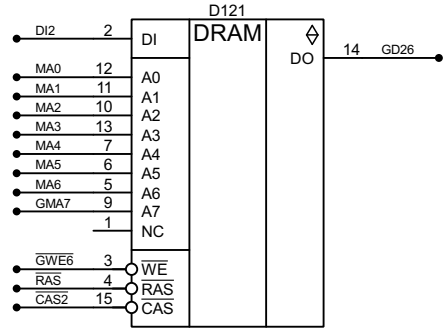 D121
DI2 2 DI DRAM
DO 14 GD26
MA0 12 A0
MA1 11 A1
MA2 10 A2
MA3 13 A3
MA4 7 A4
MA5 6 A5
MA6 5 A6
GMA7 9 A7
1 NC
GWE6 3 WE
RAS 4 RAS
CAS2 15 CAS